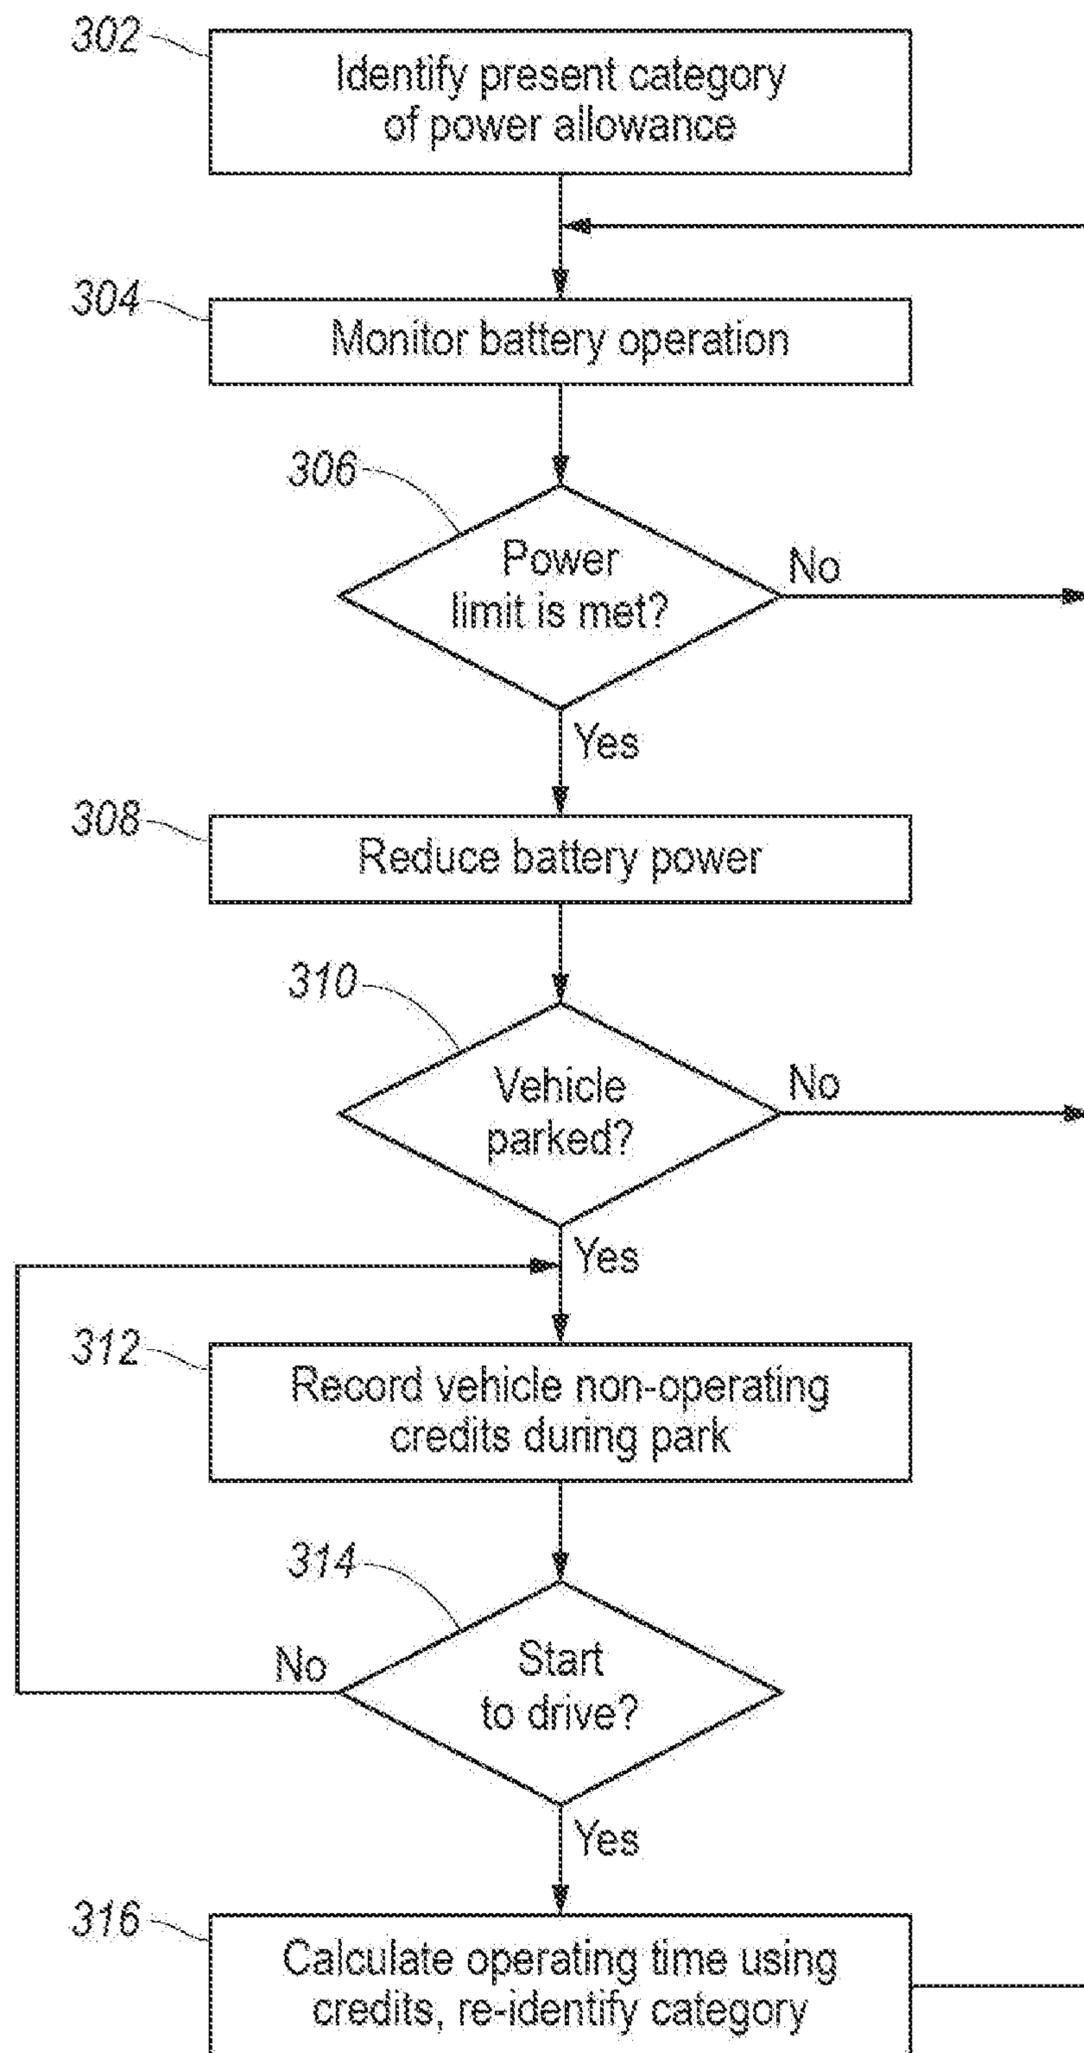 302
Identify present category
of power allowance
304
Monitor battery operation
306
Power
limit is met?
No
Yes
308
Reduce battery power
310
Vehicle
parked?
No
Yes
312
Record vehicle non-operating
credits during park
314
Start
to drive?
No
Yes
316
Calculate operating time using
credits, re-identify category